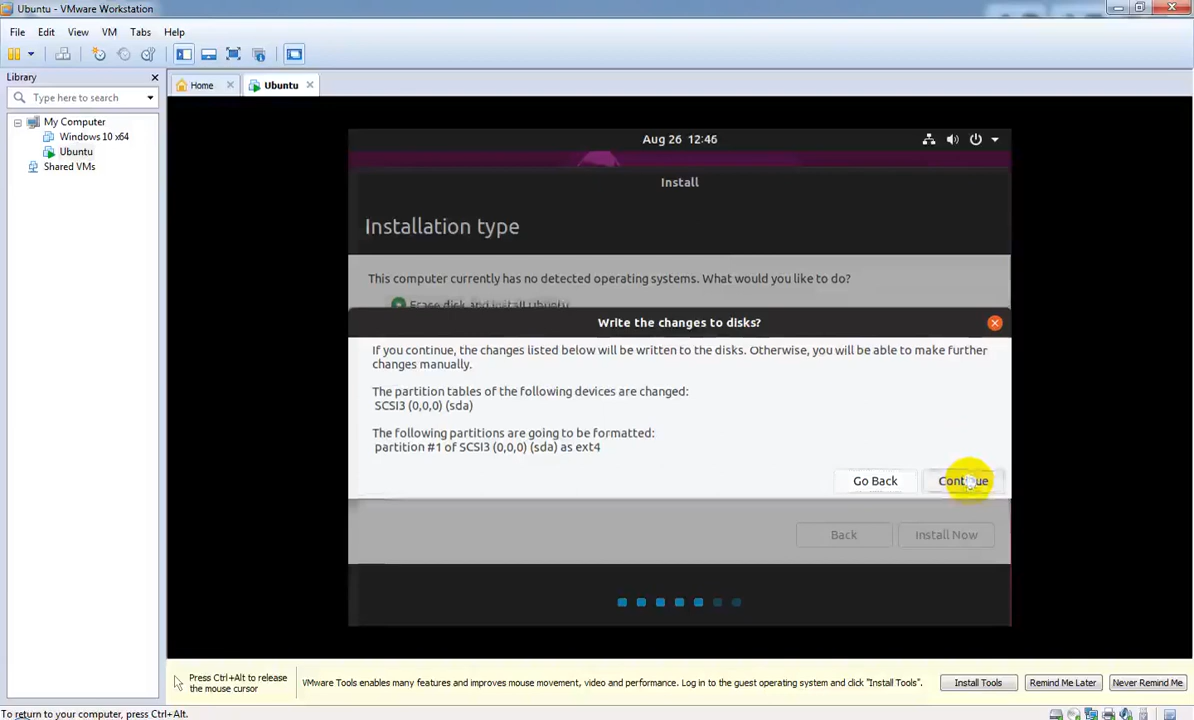 Ubuntu - VMware Workstation
File Edit View VM Tabs Help
Library
Type here to search
My Computer
Windows 10 x64
Ubuntu
Shared VMs
Home
Ubuntu
Aug 26 12:46
Install
Installation type
This computer currently has no detected operating systems. What would you like to do?
Erase disk and install Ubuntu
Write the changes to disks?
If you continue, the changes listed below will be written to the disks. Otherwise, you will be able to make further
changes manually.
The partition tables of the following devices are changed:
SCSI3 (0,0,0) (sda)
The following partitions are going to be formatted:
partition #1 of SCSI3 (0,0,0) (sda) as ext4
Go Back Continue
Back Install Now
Press Ctrl+Alt to release
the mouse cursor
VMware Tools enables many features and improves mouse movement, video and performance. Log in to the guest operating system and click "Install Tools".
Install Tools Remind Me Later Never Remind Me
To return to your computer, press Ctrl+Alt.